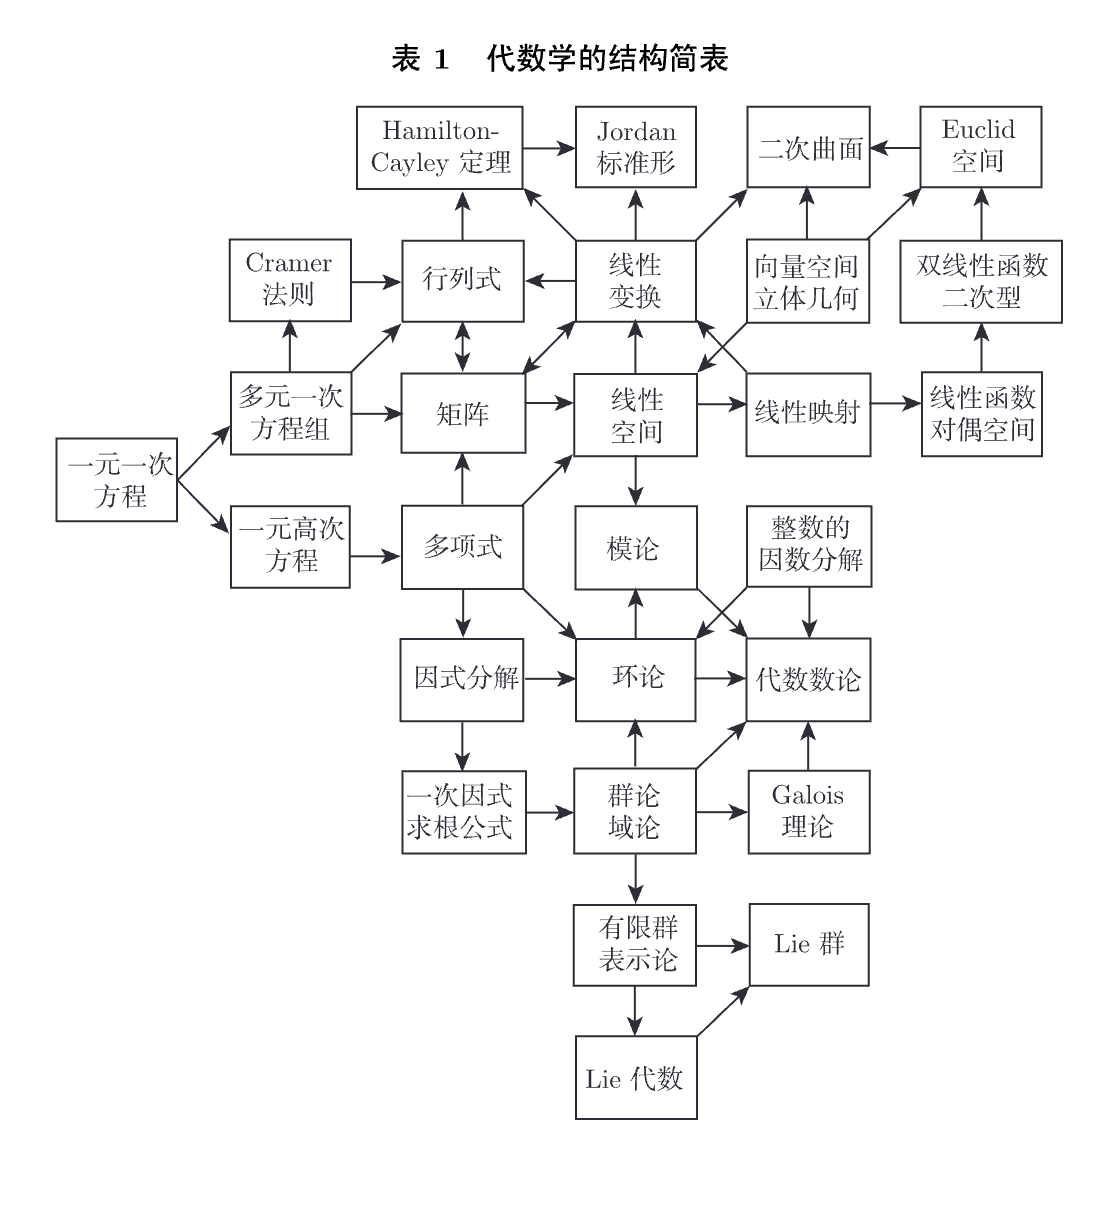 表 1 代数学的结构简表
Hamilton-
Cayley 定理
Jordan
标准形
二次曲面
Euclid
空间
Cramer
法则
行列式
线性
变换
向量空间
立体几何
双线性函数
二次型
多元一次
方程组
矩阵
线性
空间
线性映射
线性函数
对偶空间
一元一次
方程
一元高次
方程
多项式
模论
整数的
因数分解
因式分解
环论
代数数论
一次因式
求根公式
群论
域论
Galois
理论
有限群
表示论
Lie 群
Lie 代数